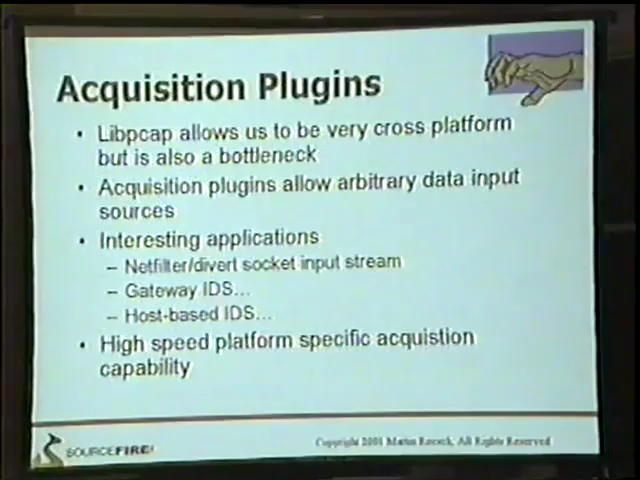 Acquisition Plugins
• Libpcap allows us to be very cross platform
but is also a bottleneck
• Acquisition plugins allow arbitrary data input
sources
• Interesting applications
– Netfilter/divert socket input stream
– Gateway IDS...
– Host-based IDS...
• High speed platform specific acquistion
capability
SOURCEFIRE!
Copyright 2001 Martin Roesch, All Rights Reserved